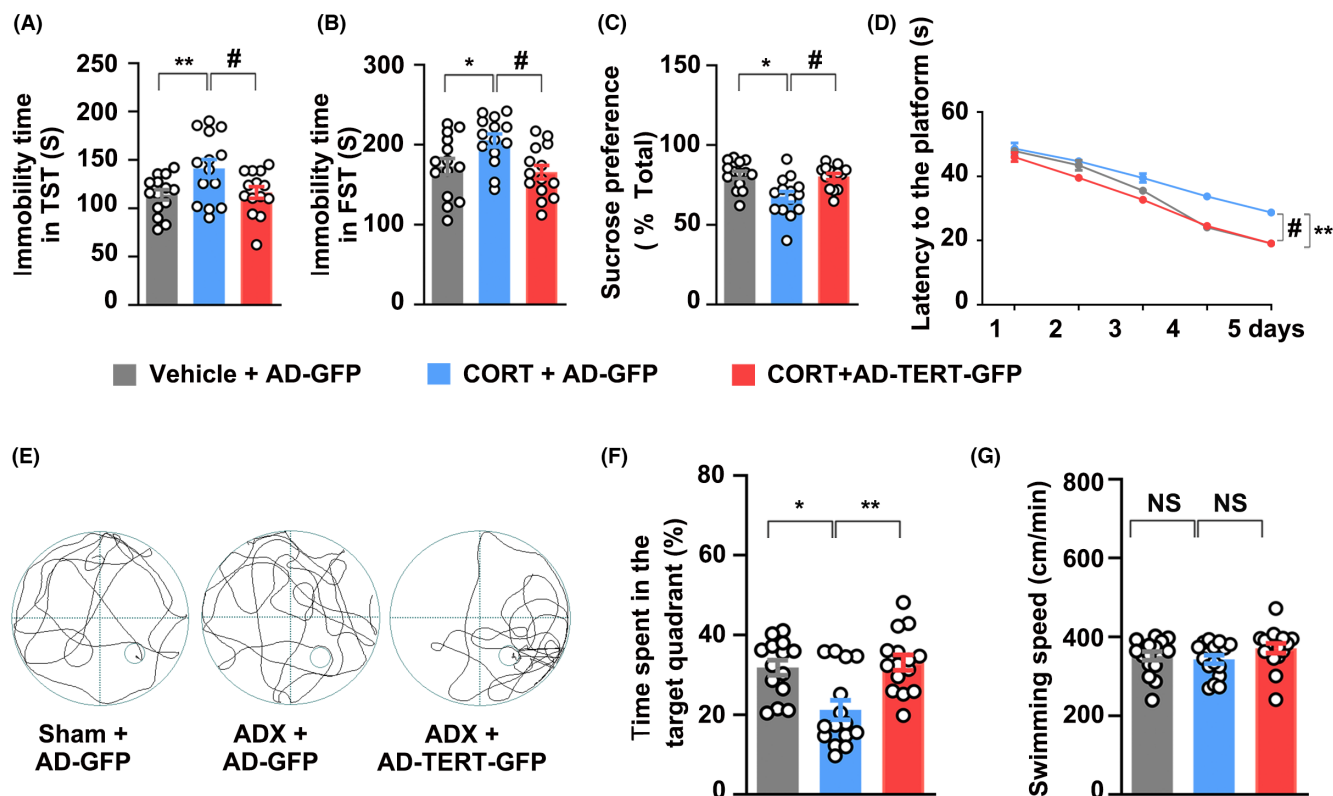 (A)
Immobility time
in TST (S)
250
200
150
100
50
0
**
#
(B)
Immobility time
in FST (S)
300
200
100
0
*
#
(C)
Sucrose preference
( % Total)
150
100
50
0
*
#
(D)
Latency to the platform (s)
60
40
20
0
1 2 3 4 5 days
# **
Vehicle + AD-GFP
CORT + AD-GFP
CORT+AD-TERT-GFP
(E)
Sham +
AD-GFP
ADX +
AD-GFP
ADX +
AD-TERT-GFP
(F)
Time spent in the
target quadrant (%)
80
60
40
20
0
*
**
(G)
Swimming speed (cm/min)
800
600
400
200
0
NS NS